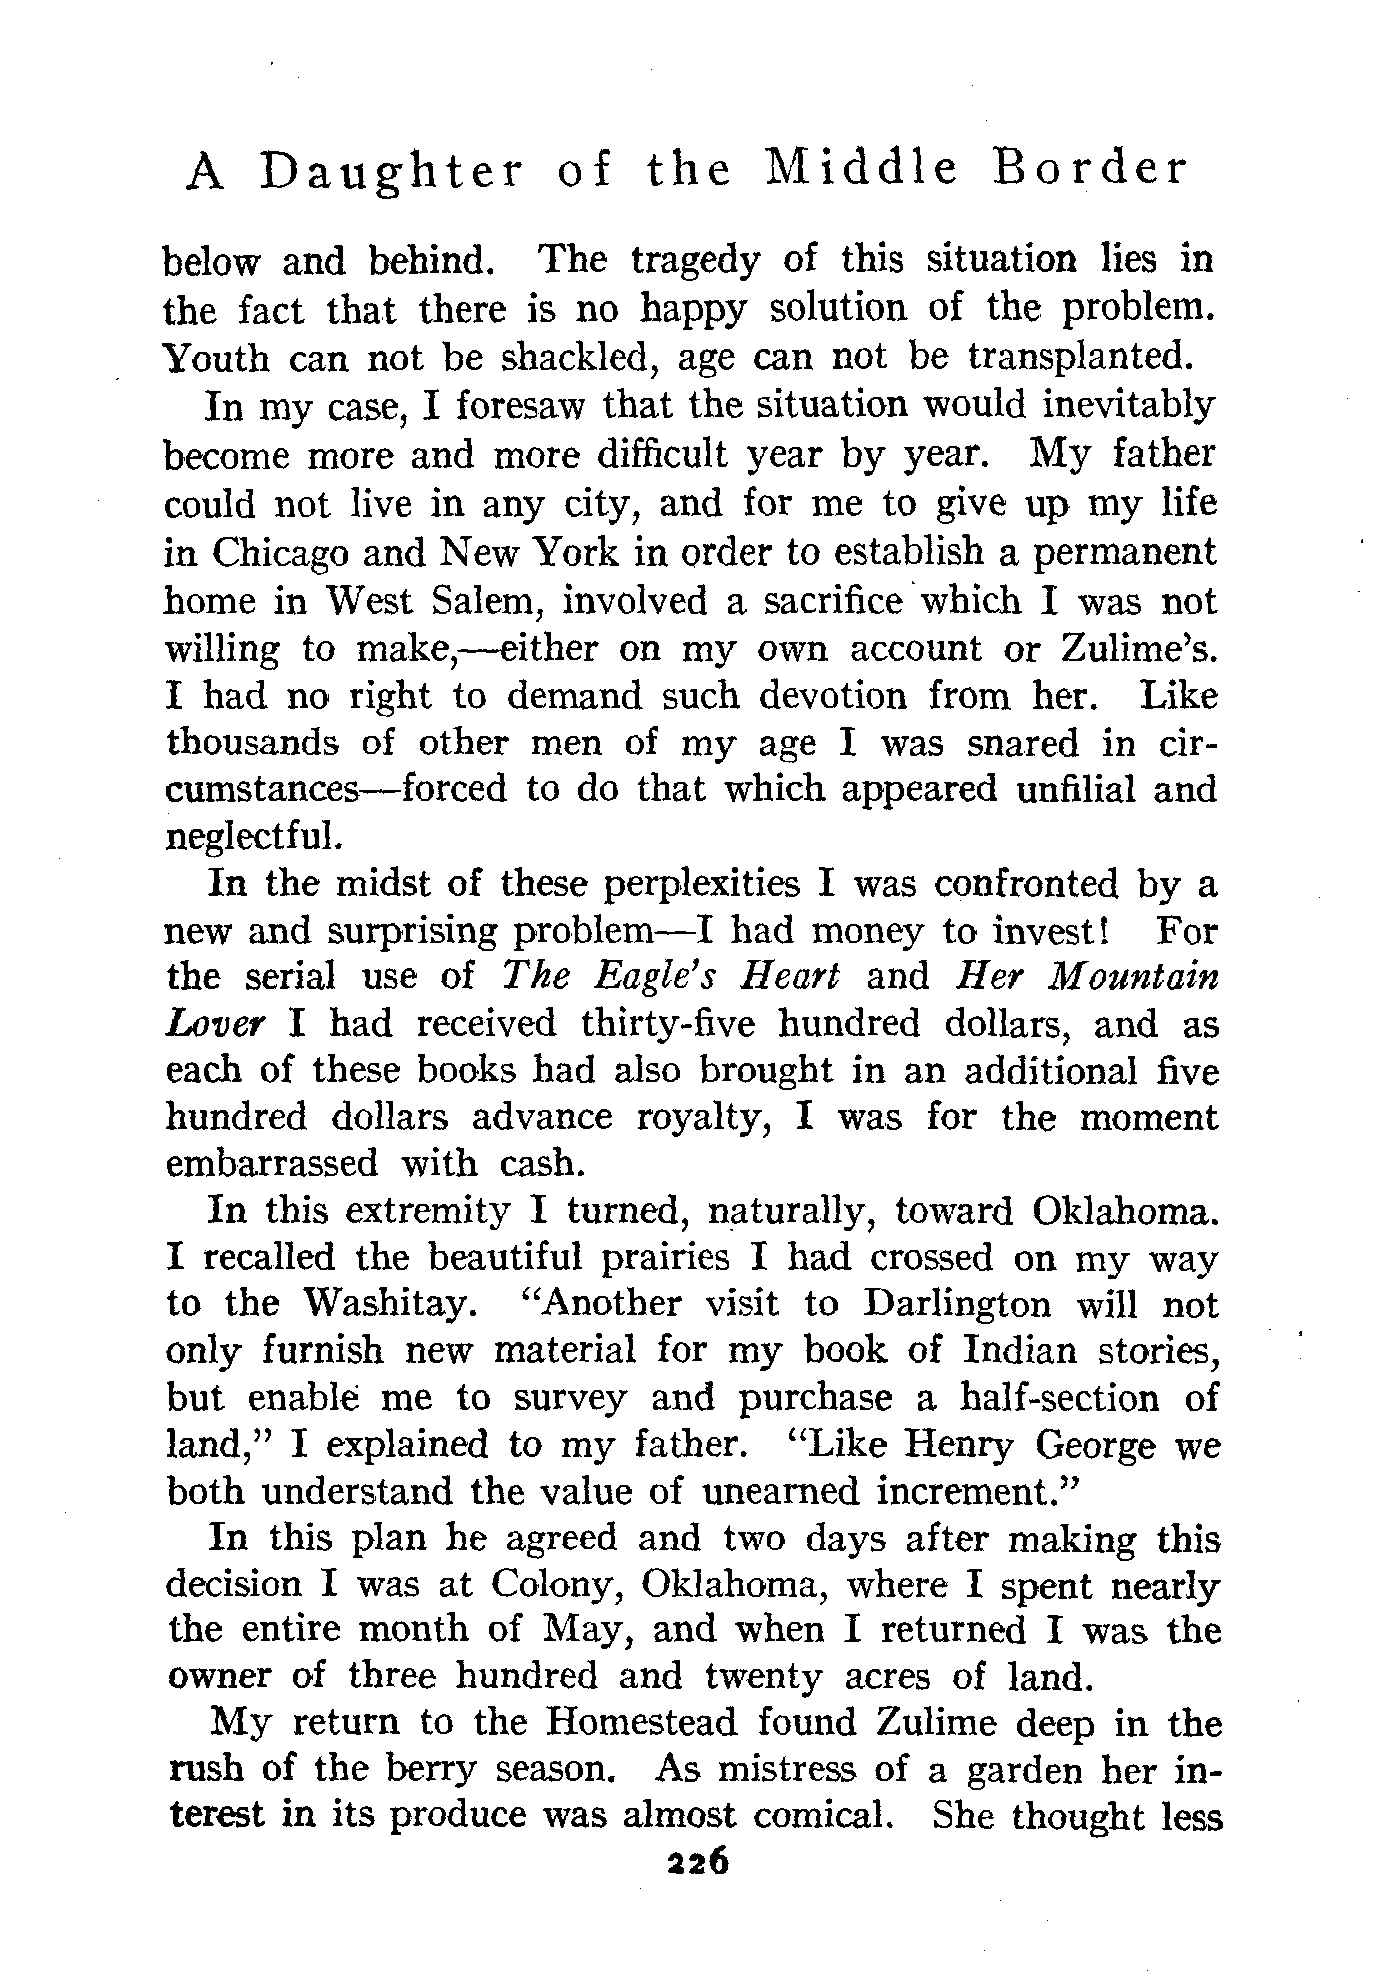 A Daughter of the Middle Border
below and behind. The tragedy of this situation lies in
the fact that there is no happy solution of the problem.
Youth can not be shackled, age can not be transplanted.
In my case, I foresaw that the situation would inevitably
become more and more difficult year by year. My father
could not live in any city, and for me to give up my life
in Chicago and New York in order to establish a permanent
home in West Salem, involved a sacrifice which I was not
willing to make,—either on my own account or Zulime's.
I had no right to demand such devotion from her. Like
thousands of other men of my age I was snared in cir-
cumstances—forced to do that which appeared unfilial and
neglectful.
In the midst of these perplexities I was confronted by a
new and surprising problem—I had money to invest! For
the serial use of The Eagle's Heart and Her Mountain
Lover I had received thirty-five hundred dollars, and as
each of these books had also brought in an additional five
hundred dollars advance royalty, I was for the moment
embarrassed with cash.
In this extremity I turned, naturally, toward Oklahoma.
I recalled the beautiful prairies I had crossed on my way
to the Washitay. "Another visit to Darlington will not
only furnish new material for my book of Indian stories,
but enable me to survey and purchase a half-section of
land," I explained to my father. "Like Henry George we
both understand the value of unearned increment."
In this plan he agreed and two days after making this
decision I was at Colony, Oklahoma, where I spent nearly
the entire month of May, and when I returned I was the
owner of three hundred and twenty acres of land.
My return to the Homestead found Zulime deep in the
rush of the berry season. As mistress of a garden her in-
terest in its produce was almost comical. She thought less
226